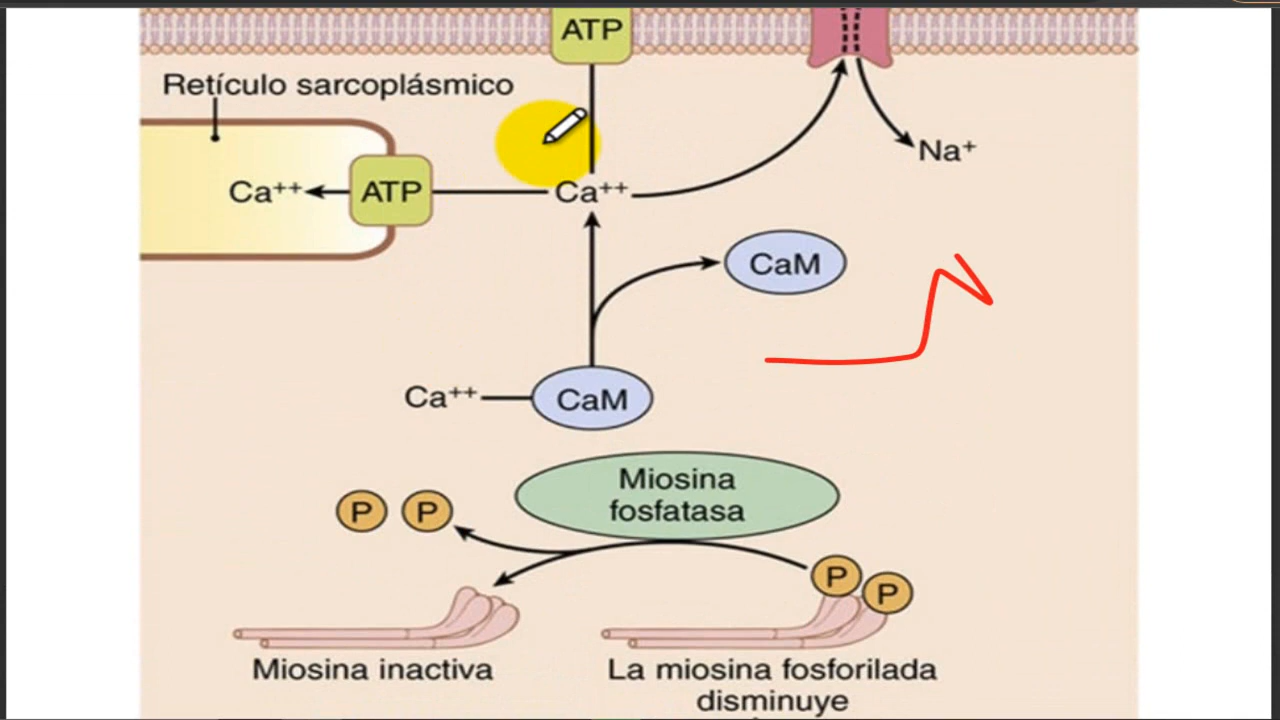 ATP
Retículo sarcoplásmico
Na⁺
Ca⁺⁺
ATP
Ca⁺⁺
CaM
Ca⁺⁺
CaM
Miosina
fosfatasa
P
P
P
P
Miosina inactiva
La miosina fosforilada
disminuye